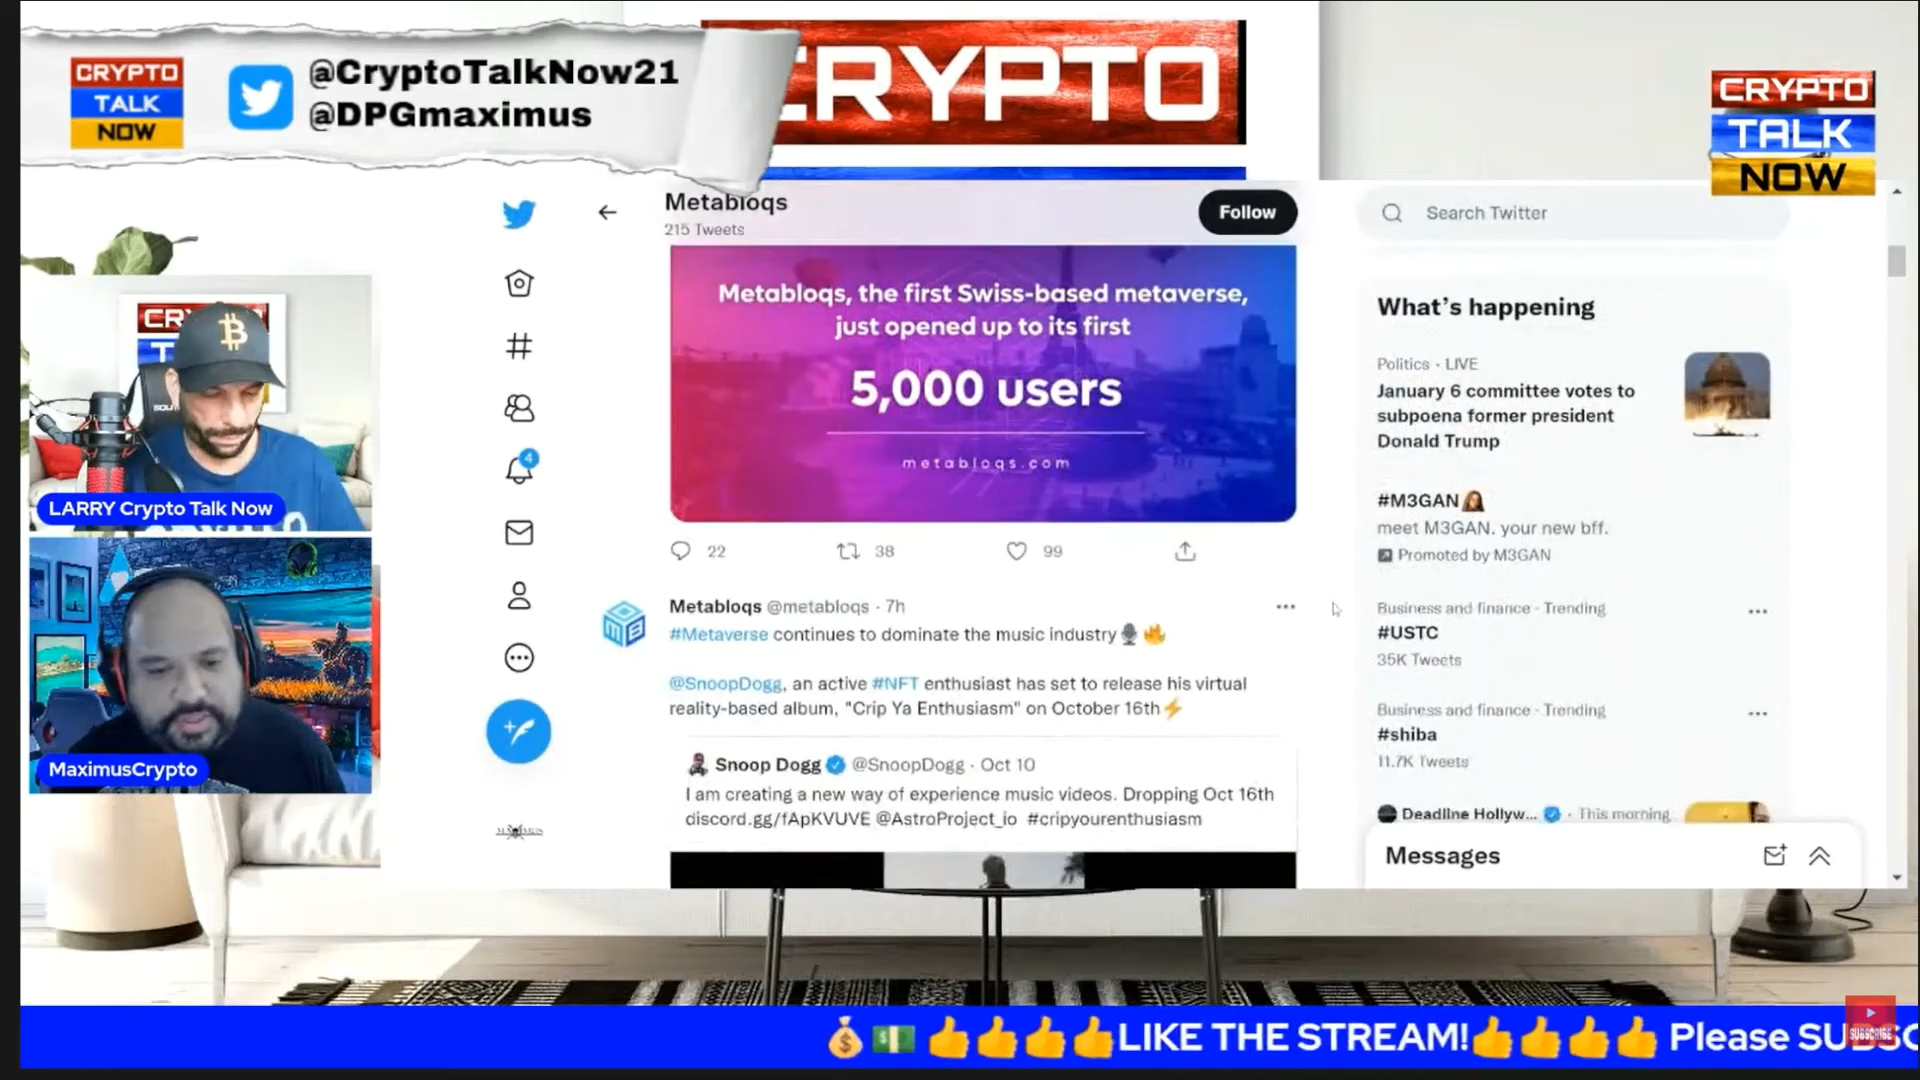 CRYPTO
TALK
NOW
@CryptoTalkNow21
@DPGmaximus
CRYPTO
CRYPTO
TALK
NOW
Metabloqs
215 Tweets
Follow
Search Twitter
Metabloqs, the first Swiss-based metaverse,
just opened up to its first
5,000 users
metabloqs.com
22
38
99
Metabloqs @metabloqs · 7h
#Metaverse continues to dominate the music industry🎙🔥
@SnoopDogg, an active #NFT enthusiast has set to release his virtual
reality-based album, "Crip Ya Enthusiasm" on October 16th⚡
Snoop Dogg @SnoopDogg · Oct 10
I am creating a new way of experience music videos. Dropping Oct 16th
discord.gg/fApKVUVE @AstroProject_io #cripyourenthusiasm
What's happening
Politics · LIVE
January 6 committee votes to
subpoena former president
Donald Trump
#M3GAN
meet M3GAN. your new bff.
Promoted by M3GAN
Business and finance · Trending
#USTC
35K Tweets
Business and finance · Trending
#shiba
11.7K Tweets
Deadline Hollyw... · This morning
Messages
4
LARRY Crypto Talk Now
MaximusCrypto
💰💵👍👍👍👍LIKE THE STREAM!👍👍👍👍 Please SUBSC
SUBSCRIBE